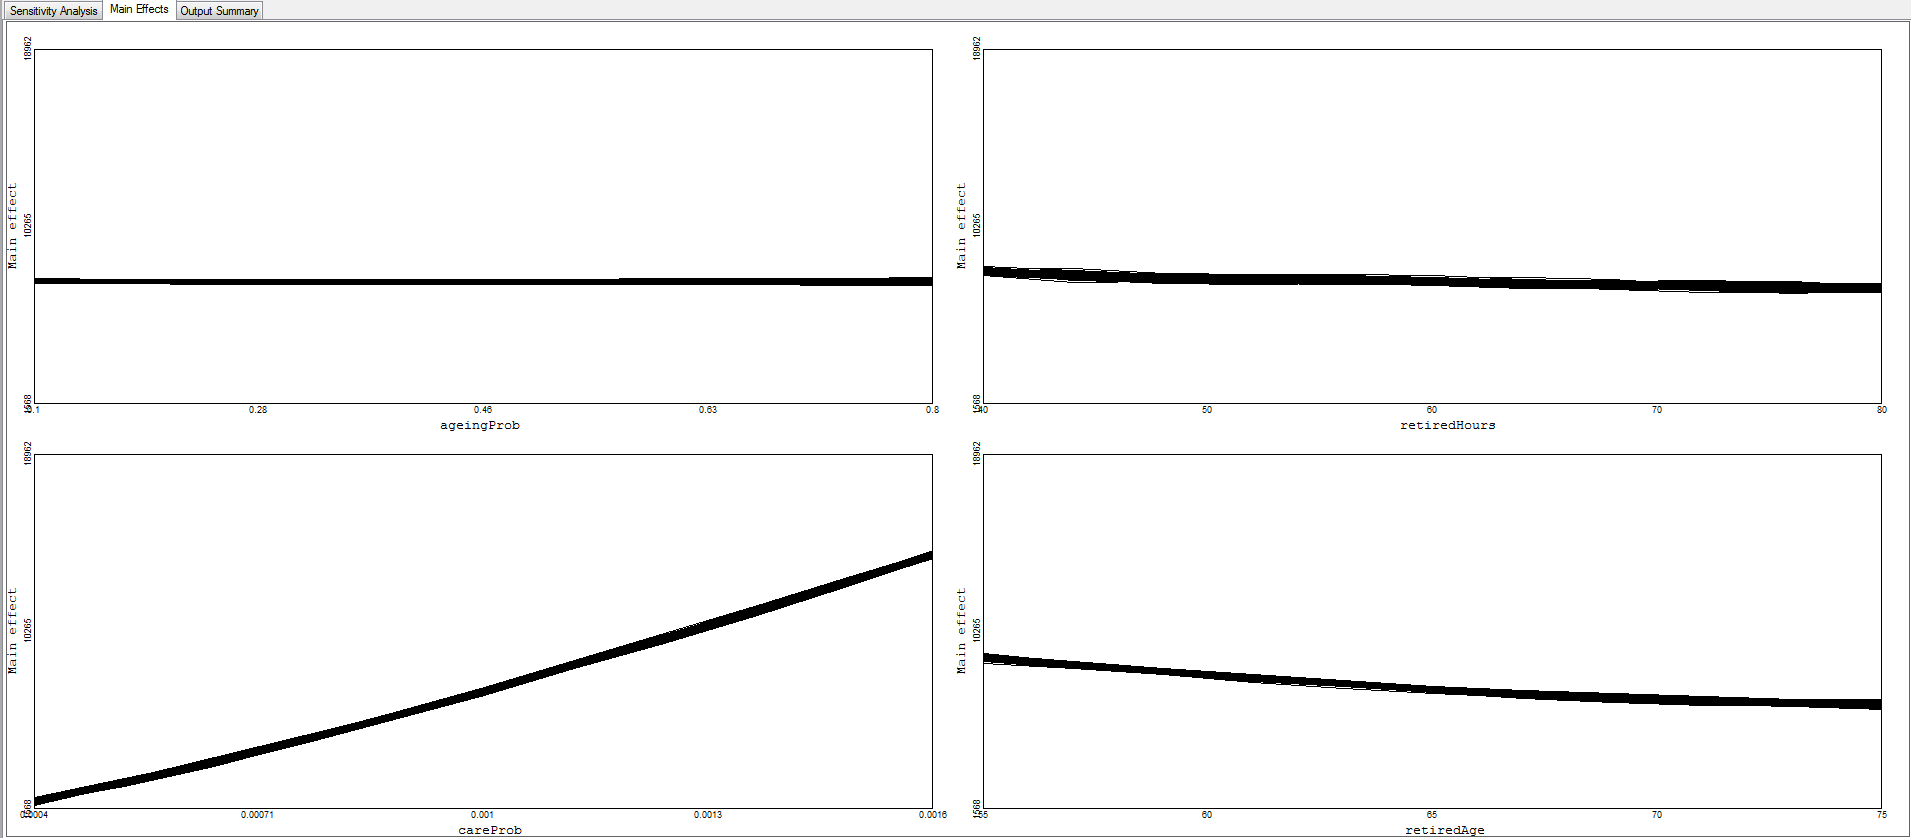 Sensitivity Analysis Main Effects Output Summary
18962
10265
Main effect
0.28
0.46
0.63
0.8
ageingProb
18962
10265
Main effect
50
60
70
80
retiredHours
18962
10265
Main effect
0.00071
0.001
0.0013
0.0016
careProb
18962
10265
Main effect
60
65
70
75
retiredAge